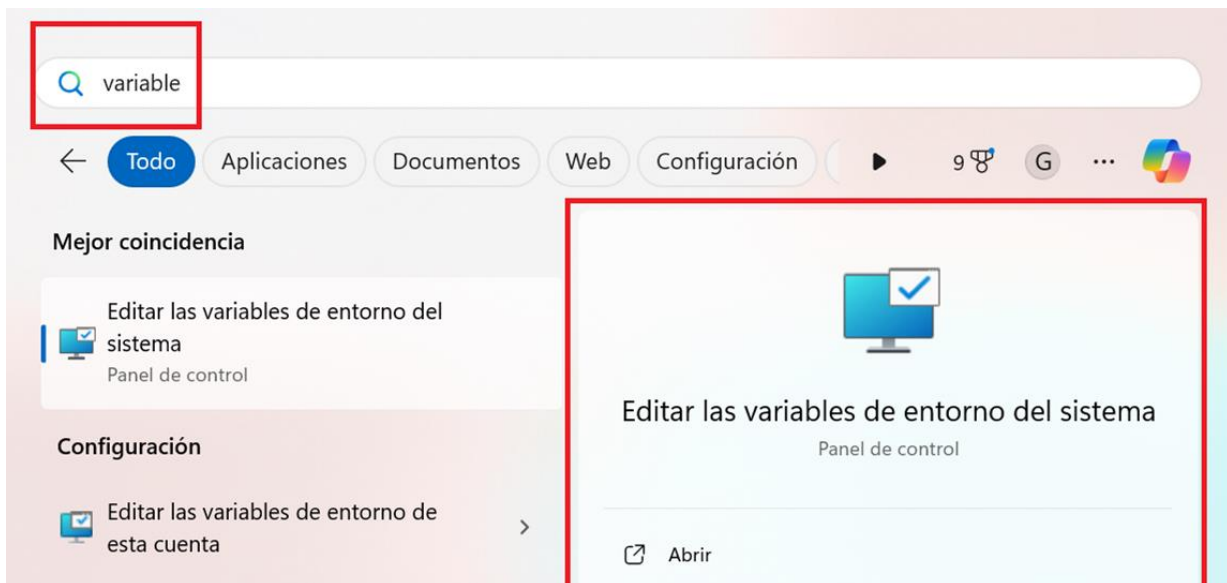 variable
Todo
Aplicaciones
Documentos
Web
Configuración
9
G
Mejor coincidencia
Editar las variables de entorno del
sistema
Panel de control
Configuración
Editar las variables de entorno de
esta cuenta
Editar las variables de entorno del sistema
Panel de control
Abrir